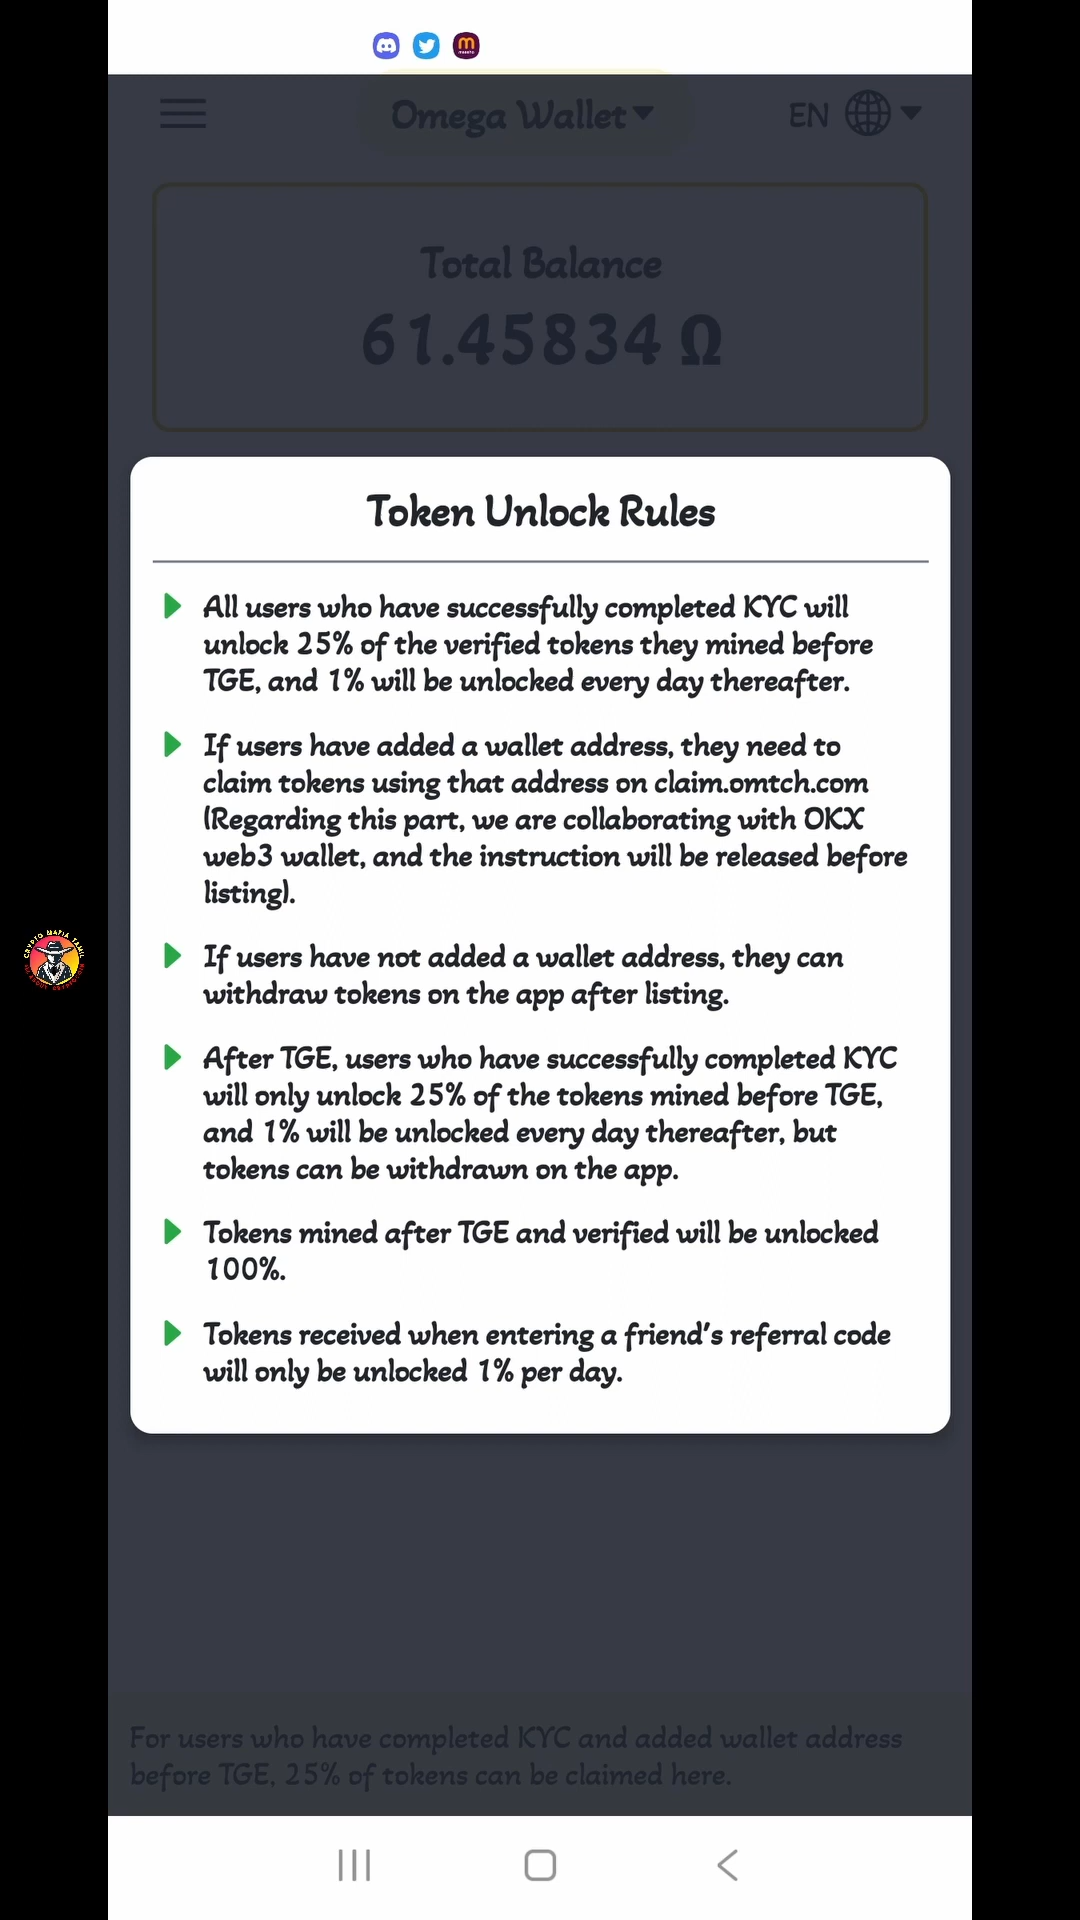 Omega Wallet
EN
Total Balance
61.45834 Ω
Token Unlock Rules
All users who have successfully completed KYC will
unlock 25% of the verified tokens they mined before
TGE, and 1% will be unlocked every day thereafter.
If users have added a wallet address, they need to
claim tokens using that address on claim.omtch.com
(Regarding this part, we are collaborating with OKX
web3 wallet, and the instruction will be released before
listing).
If users have not added a wallet address, they can
withdraw tokens on the app after listing.
After TGE, users who have successfully completed KYC
will only unlock 25% of the tokens mined before TGE,
and 1% will be unlocked every day thereafter, but
tokens can be withdrawn on the app.
Tokens mined after TGE and verified will be unlocked
100%.
Tokens received when entering a friend's referral code
will only be unlocked 1% per day.
For users who have completed KYC and added wallet address
before TGE, 25% of tokens can be claimed here.
CRYPTO MAFIA TAMIL